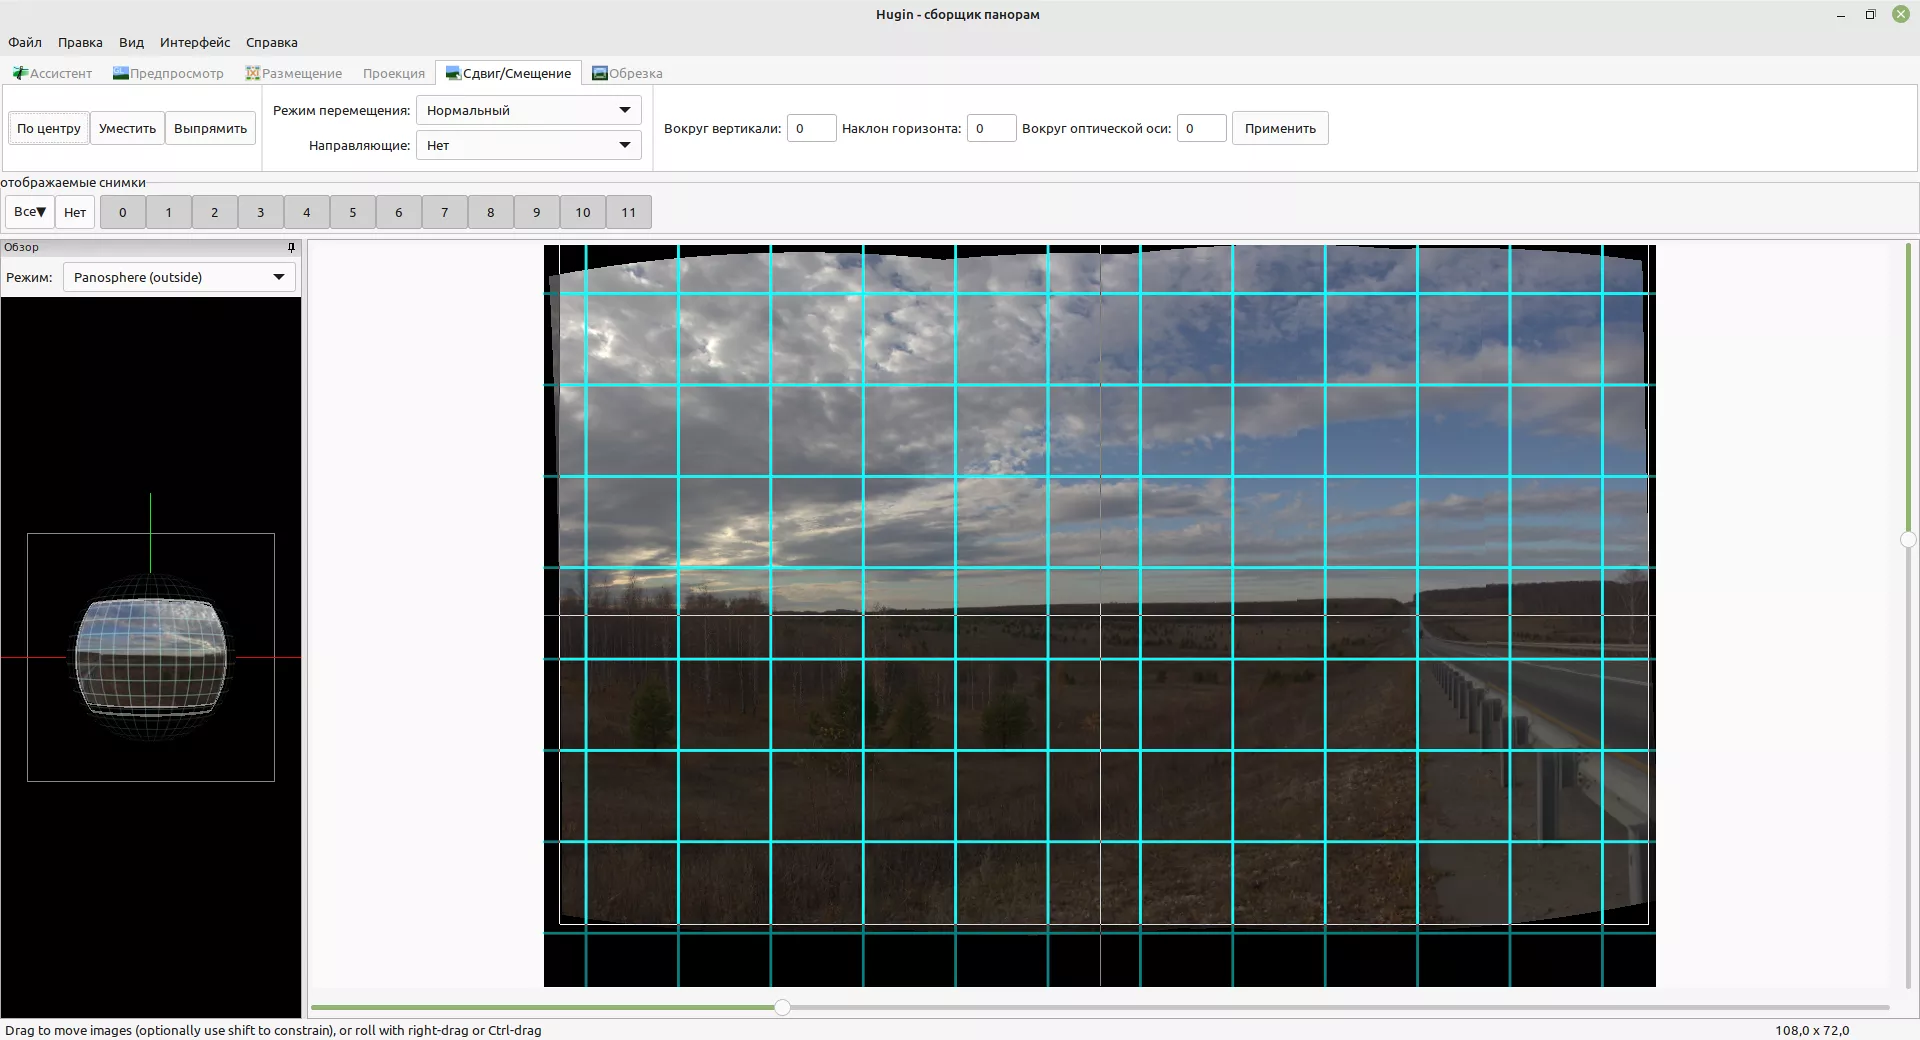 Hugin - сборщик панорам
Файл Правка Вид Интерфейс Справка
Ассистент Предпросмотр Размещение Проекция Сдвиг/Смещение Обрезка
По центру Уместить Выпрямить
Режим перемещения: Нормальный
Направляющие: Нет
Вокруг вертикали: 0 Наклон горизонта: 0 Вокруг оптической оси: 0 Применить
отображаемые снимки
Все Нет 0 1 2 3 4 5 6 7 8 9 10 11
Обзор
Режим: Panosphere (outside)
Drag to move images (optionally use shift to constrain), or roll with right-drag or Ctrl-drag
108,0 x 72,0